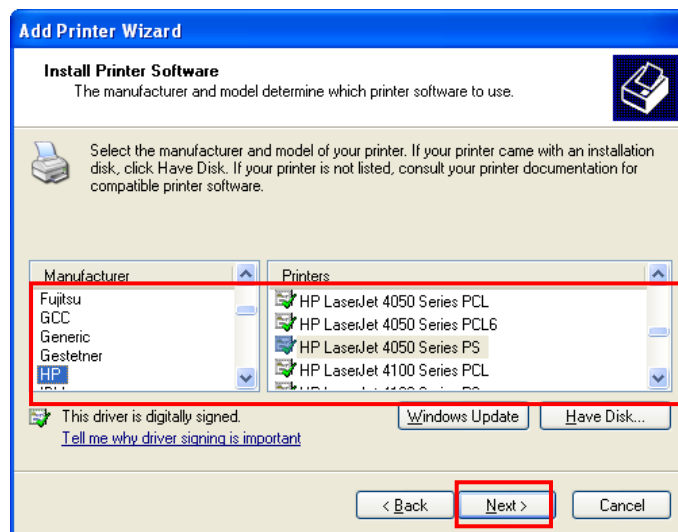 Add Printer Wizard
Install Printer Software
The manufacturer and model determine which printer software to use.
Select the manufacturer and model of your printer. If your printer came with an installation
disk, click Have Disk. If your printer is not listed, consult your printer documentation for
compatible printer software.
Manufacturer
Fujitsu
GCC
Generic
Gestetner
HP
Printers
HP LaserJet 4050 Series PCL
HP LaserJet 4050 Series PCL6
HP LaserJet 4050 Series PS
HP LaserJet 4100 Series PCL
This driver is digitally signed.
Tell me why driver signing is important
Windows Update
Have Disk...
< Back
Next >
Cancel